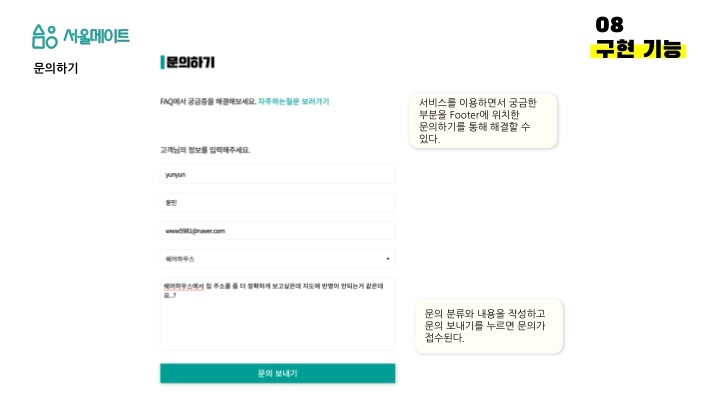 서울메이트
08
구현 기능
문의하기
문의하기
FAQ에서 궁금증을 해결해보세요. 자주하는질문 보러가기
서비스를 이용하면서 궁금한
부분을 Footer에 위치한
문의하기를 통해 해결할 수
있다.
고객님의 정보를 입력해주세요.
yunyun
윤민
www5981@naver.com
쉐어하우스
쉐어하우스에서 집 주소를 좀 더 정확하게 보고싶은데 지도에 반영이 안되는거 같은데
요..?
문의 분류와 내용을 작성하고
문의 보내기를 누르면 문의가
접수된다.
문의 보내기